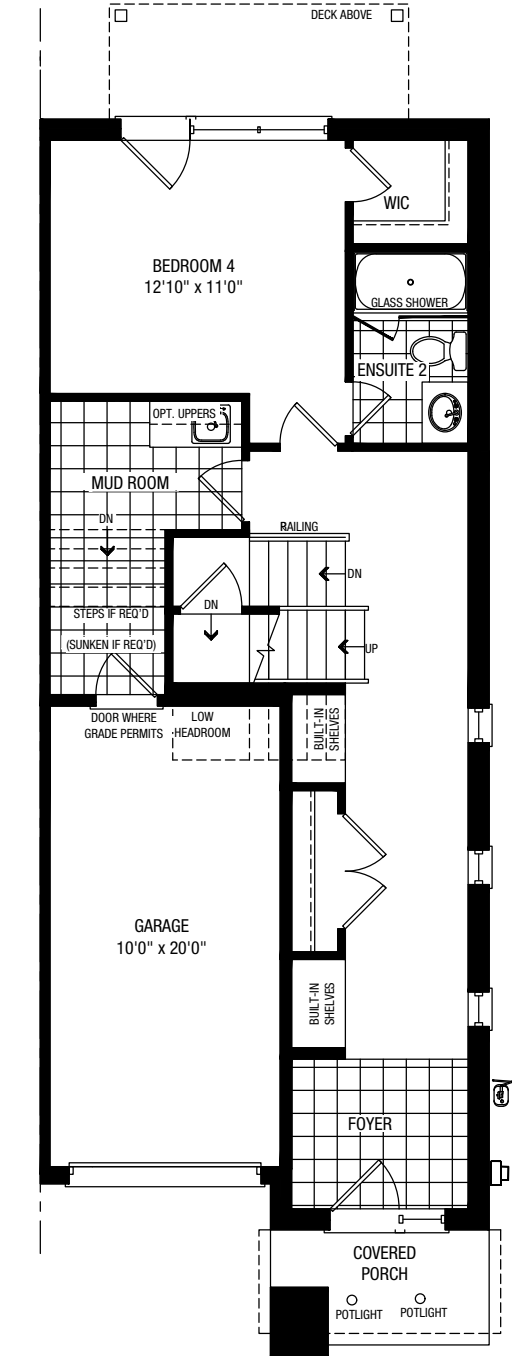 DECK ABOVE
WIC
BEDROOM 4
12'10" x 11'0"
GLASS SHOWER
ENSUITE 2
OPT. UPPERS
MUD ROOM
DN
RAILING
DN
DN
STEPS IF REQ'D
(SUNKEN IF REQ'D)
UP
DOOR WHERE
GRADE PERMITS
LOW
HEADROOM
BUILT-IN
SHELVES
GARAGE
10'0" x 20'0"
BUILT-IN
SHELVES
FOYER
COVERED
PORCH
POTLIGHT
POTLIGHT